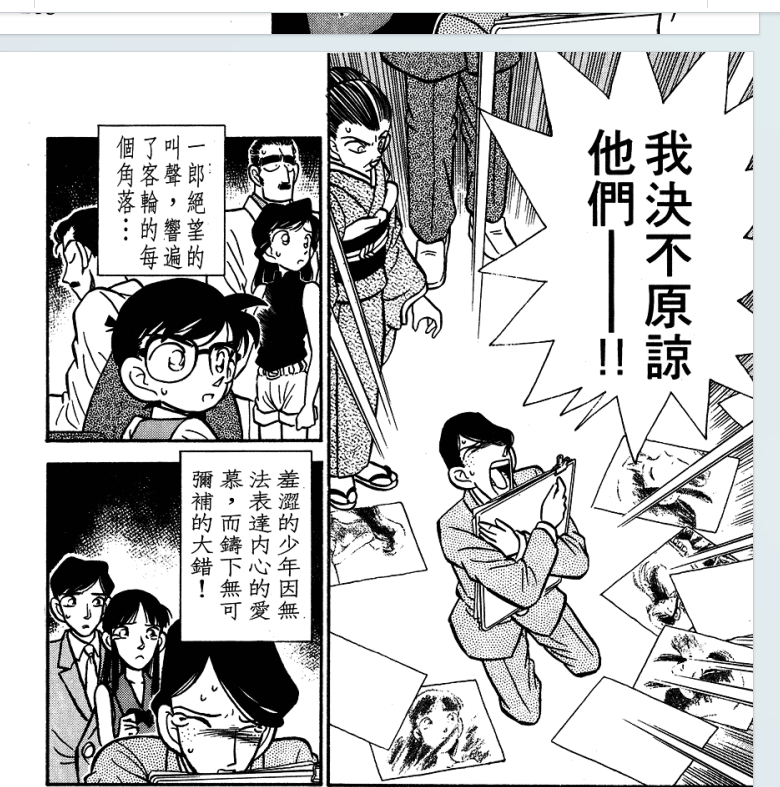 我決不原諒
他們——!!
一郎絕望的
叫聲，響遍
了客輪的每
個角落…
羞澀的少年因無
法表達內心的愛
慕，而鑄下無可
彌補的大錯！